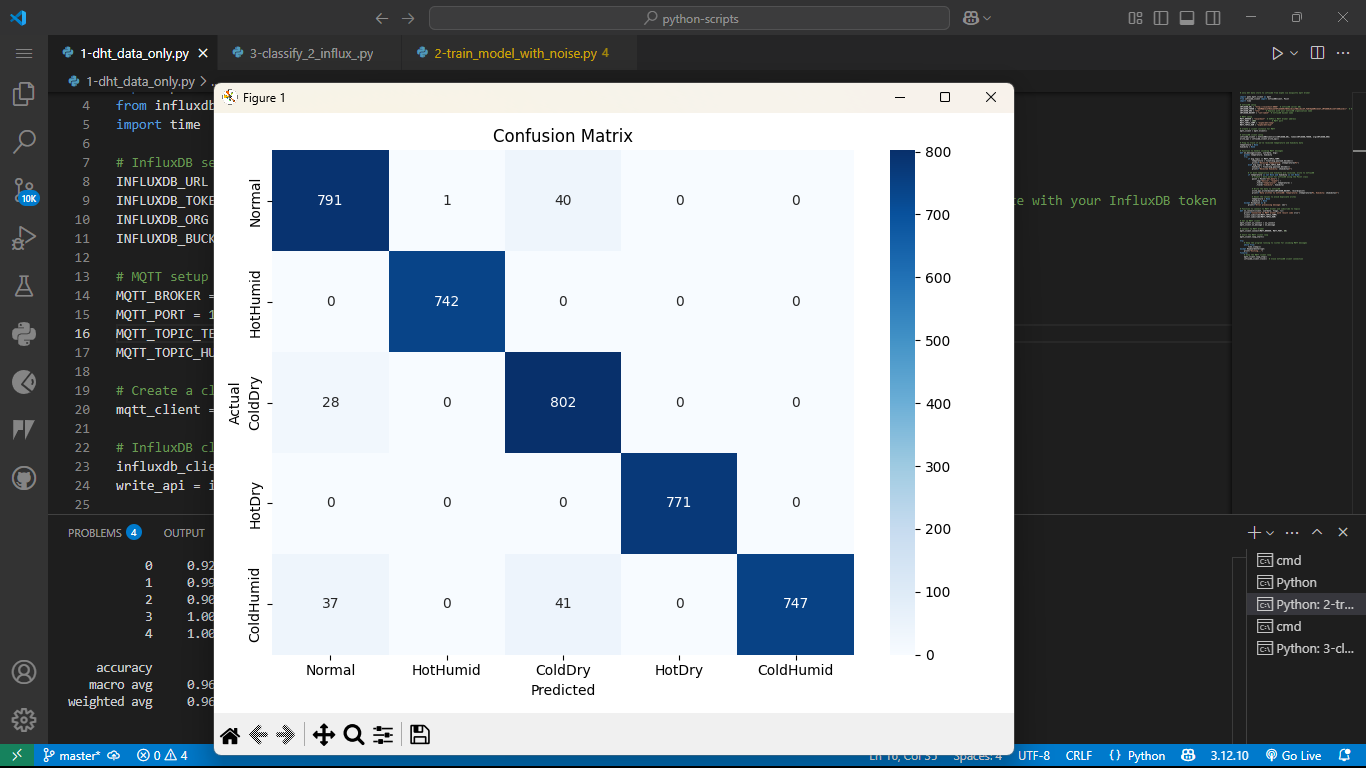 python-scripts
1-dht_data_only.py
3-classify_2_influx_.py
2-train_model_with_noise.py 4
1-dht_data_only.py
4 from influxdb
5 import time
6
7 # InfluxDB se
8 INFLUXDB_URL
9 INFLUXDB_TOKE
te with your InfluxDB token
10 INFLUXDB_ORG
11 INFLUXDB_BUCK
12
13 # MQTT setup
14 MQTT_BROKER =
15 MQTT_PORT = 1
16 MQTT_TOPIC_TE
17 MQTT_TOPIC_HU
18
19 # Create a cl
20 mqtt_client =
21
22 # InfluxDB cl
23 influxdb_clie
24 write_api = i
25
10K
Figure 1
Confusion Matrix
Normal 791 1 40 0 0
HotHumid 0 742 0 0 0
Actual
ColdDry 28 0 802 0 0
HotDry 0 0 0 771 0
ColdHumid 37 0 41 0 747
Normal HotHumid ColdDry HotDry ColdHumid
Predicted
800
700
600
500
400
300
200
100
0
PROBLEMS 4 OUTPUT
0 0.92
1 0.99
2 0.90
3 1.00
4 1.00
accuracy
macro avg 0.96
weighted avg 0.96
cmd
Python
Python: 2-tr...
cmd
Python: 3-cl...
master* 0 4
Ln 16, Col 35 Spaces: 4 UTF-8 CRLF {} Python 3.12.10 Go Live